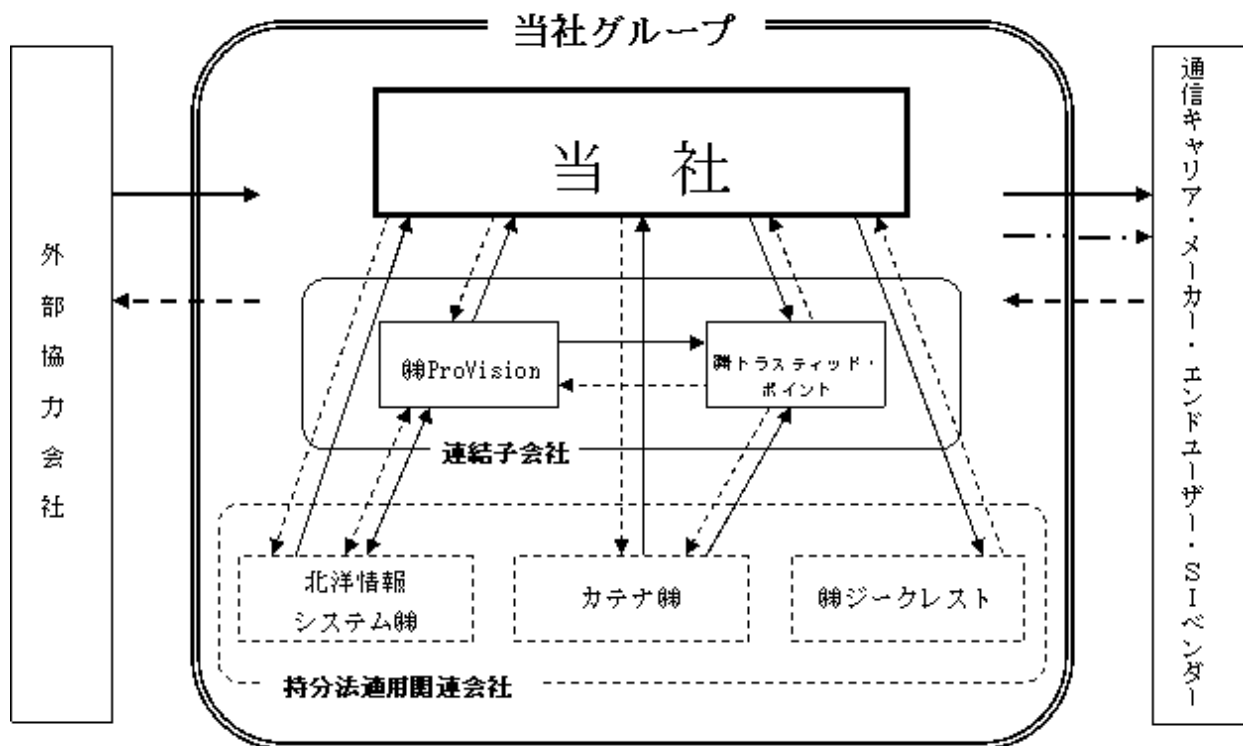 当社グループ
当 社
外部協力会社
通信キャリア・メーカー・エンドユーザー・SIベンダー
㈱ProVision
㈱トラスティッド・
ポイント
連結子会社
北洋情報
システム㈱
カテナ㈱
㈱ジークレスト
持分法適用関連会社